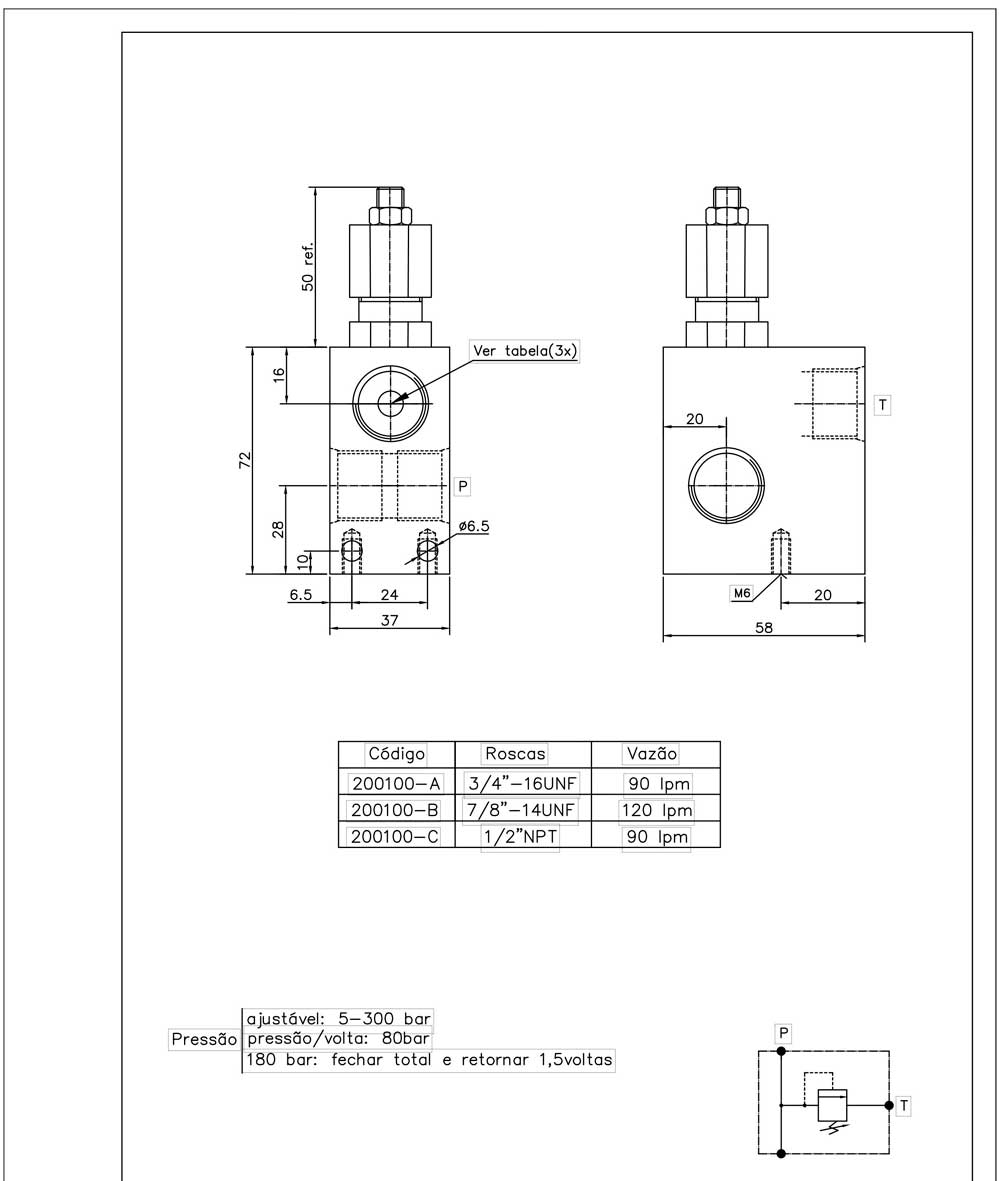 50 ref.
Ver tabela(3x)
16
72
28
10
P
ø6.5
6.5
24
37
20
T
M6
20
58
Código Roscas Vazão
200100-A 3/4"-16UNF 90 lpm
200100-B 7/8"-14UNF 120 lpm
200100-C 1/2"NPT 90 lpm
ajustável: 5-300 bar
Pressão pressão/volta: 80bar
180 bar: fechar total e retornar 1,5voltas
P
T